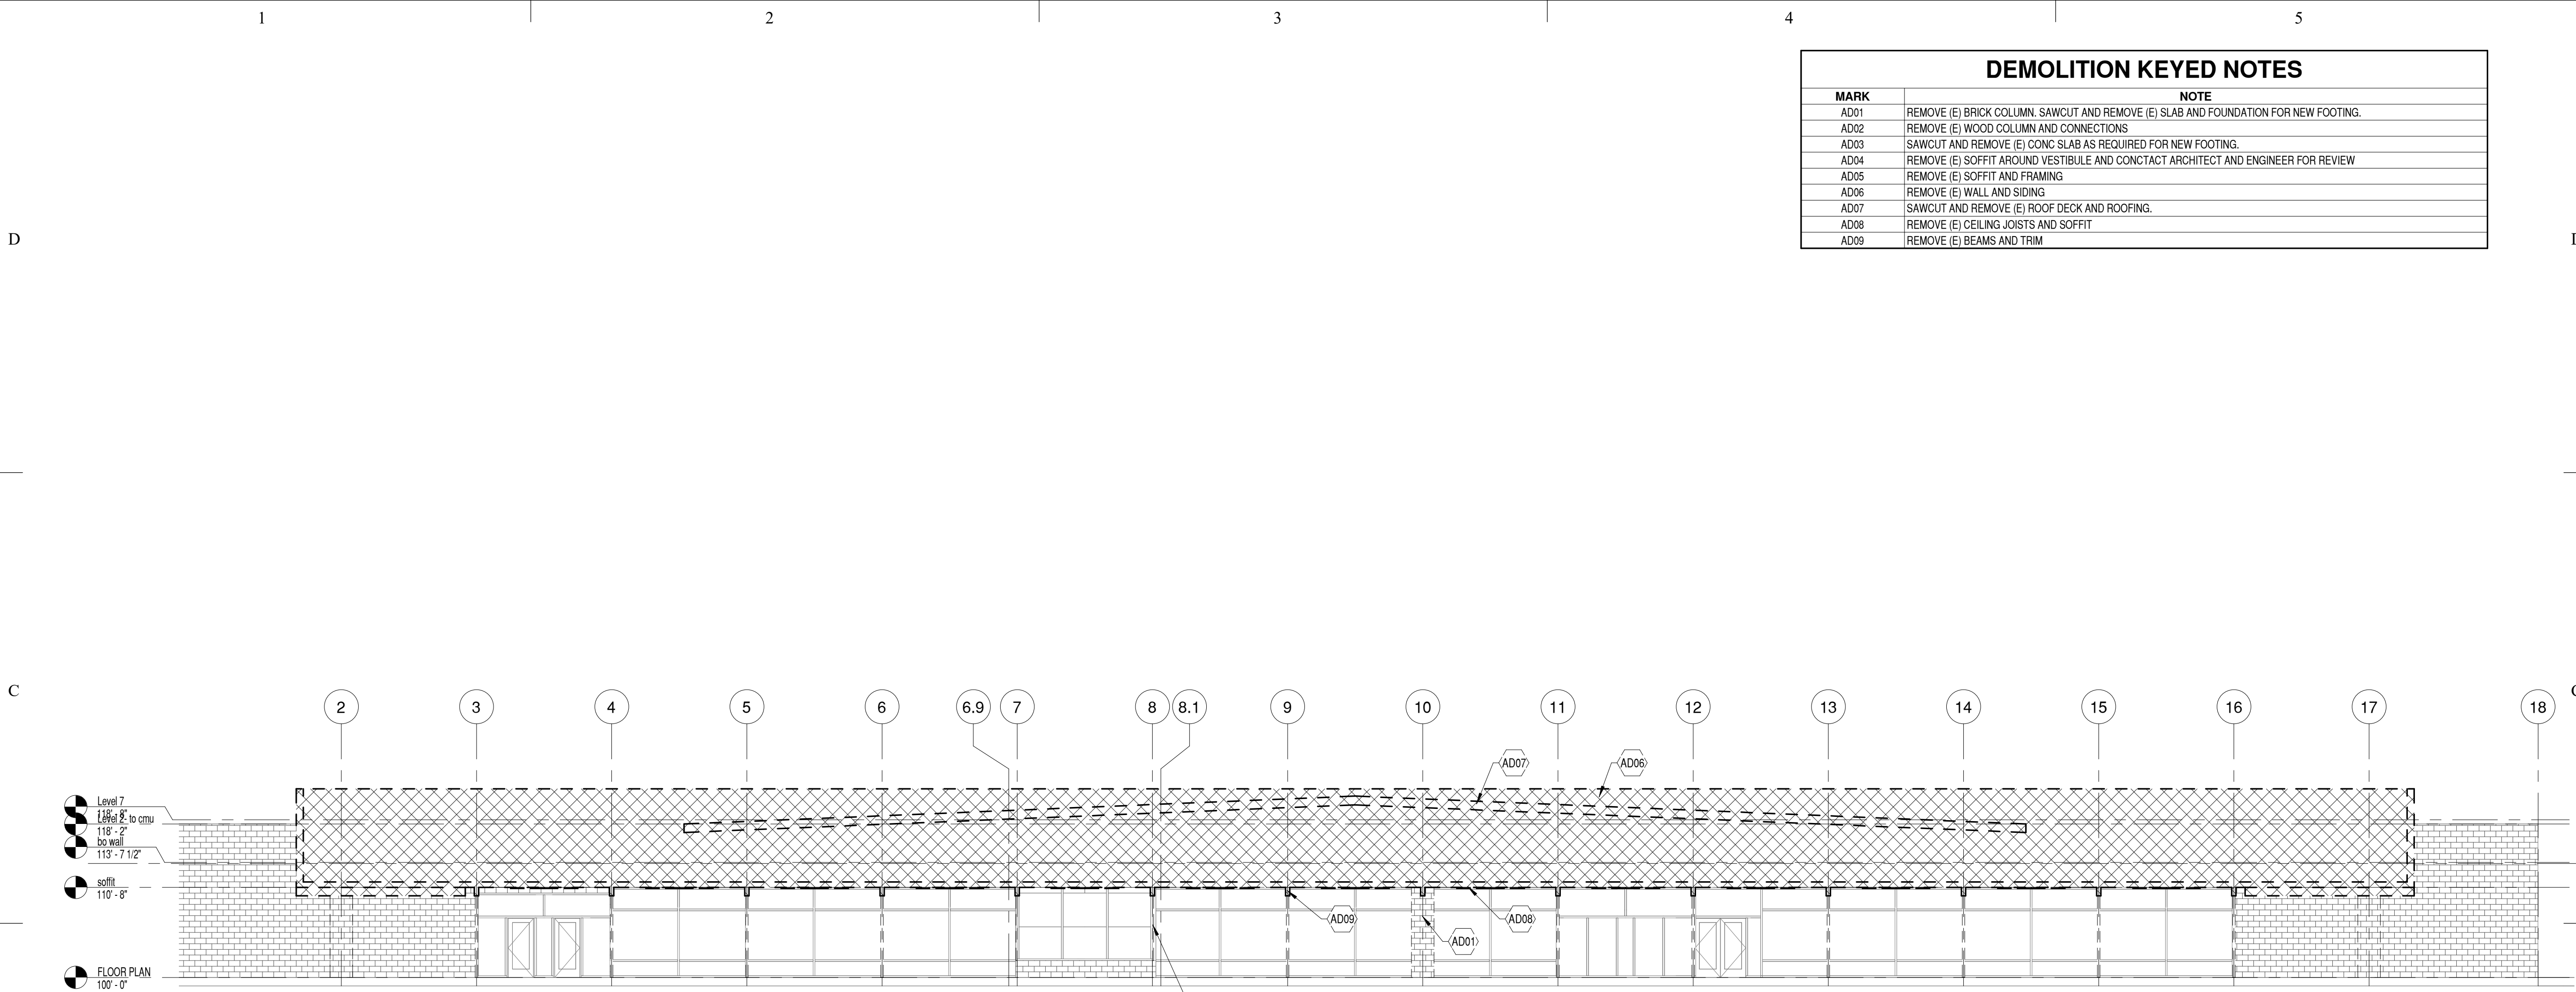 1 2 3 4 5
DEMOLITION KEYED NOTES
MARK NOTE
AD01 REMOVE (E) BRICK COLUMN. SAWCUT AND REMOVE (E) SLAB AND FOUNDATION FOR NEW FOOTING.
AD02 REMOVE (E) WOOD COLUMN AND CONNECTIONS
AD03 SAWCUT AND REMOVE (E) CONC SLAB AS REQUIRED FOR NEW FOOTING.
AD04 REMOVE (E) SOFFIT AROUND VESTIBULE AND CONCTACT ARCHITECT AND ENGINEER FOR REVIEW
AD05 REMOVE (E) SOFFIT AND FRAMING
AD06 REMOVE (E) WALL AND SIDING
AD07 SAWCUT AND REMOVE (E) ROOF DECK AND ROOFING.
AD08 REMOVE (E) CEILING JOISTS AND SOFFIT
AD09 REMOVE (E) BEAMS AND TRIM
D
C
2 3 4 5 6 6.9 7 8 8.1 9 10 11 12 13 14 15 16 17 18
AD07 AD06
Level 7
118' - 8"
Level 2- to cmu
118' - 2"
bo wall
113' - 7 1/2"
soffit
110' - 8"
AD09 AD08
AD01
FLOOR PLAN
100' - 0"